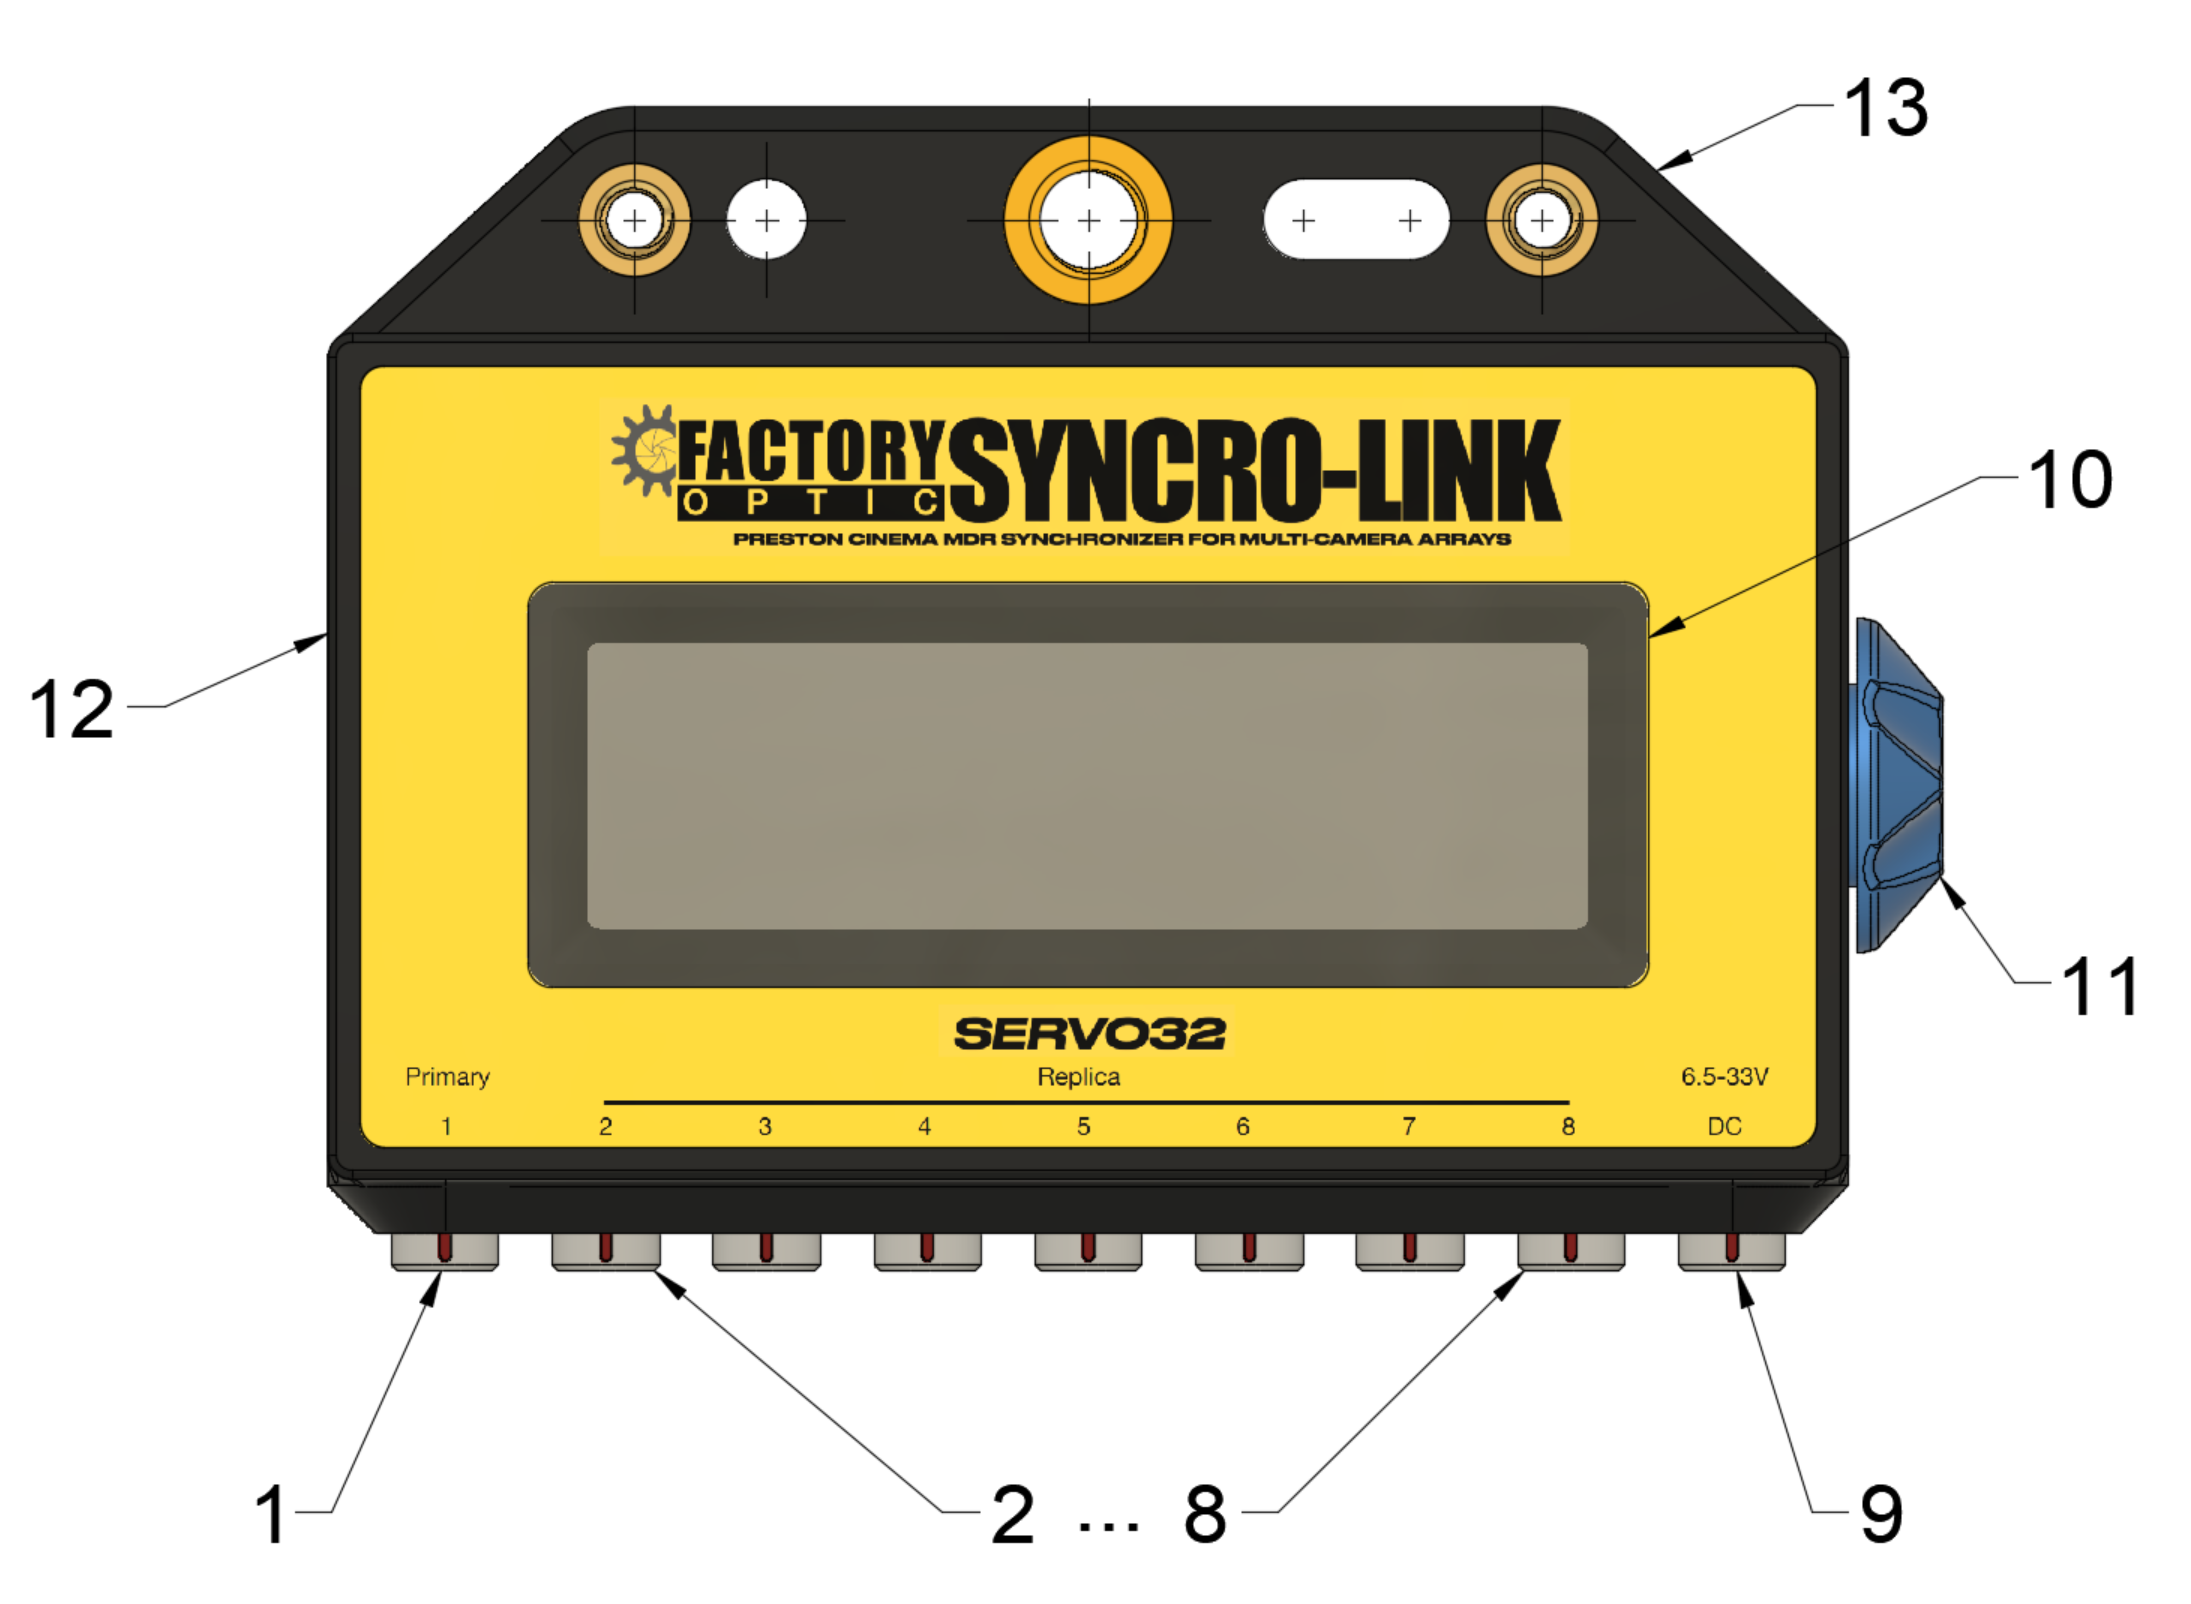 13
FACTORY
OPTIC
SYNCRO-LINK
PRESTON CINEMA MDR SYNCHRONIZER FOR MULTI-CAMERA ARRAYS
10
12
11
SERVO32
Primary Replica 6.5-33V
1 2 3 4 5 6 7 8 DC
1 2 ... 8 9